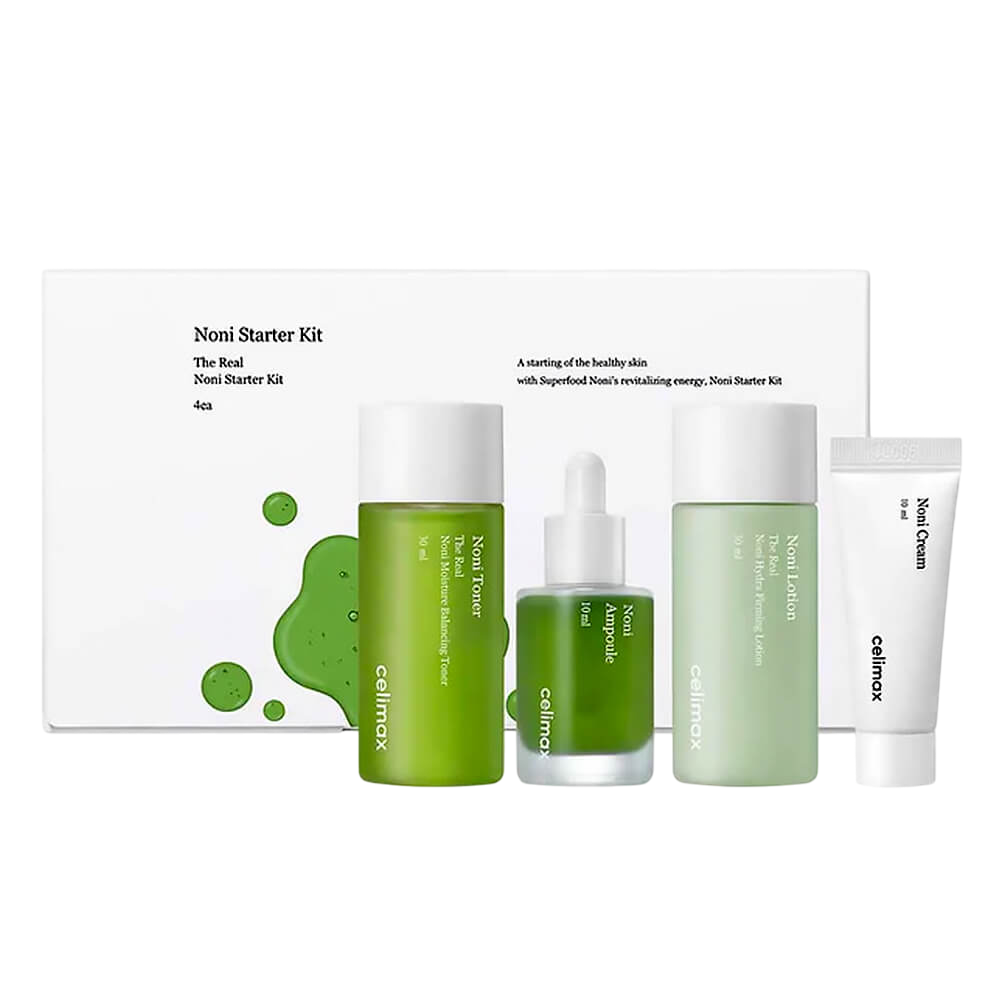 Noni Starter Kit
The Real
Noni Starter Kit
4ea
A starting of the healthy skin
with Superfood Noni's revitalizing energy, Noni Starter Kit
Noni Toner
The Real
Noni Moisture Balancing Toner
30 ml
celimax
Noni
Ampoule
10 ml
celimax
Noni Lotion
The Real
Noni Hydra Firming Lotion
30 ml
celimax
Noni Cream
10 ml
celimax